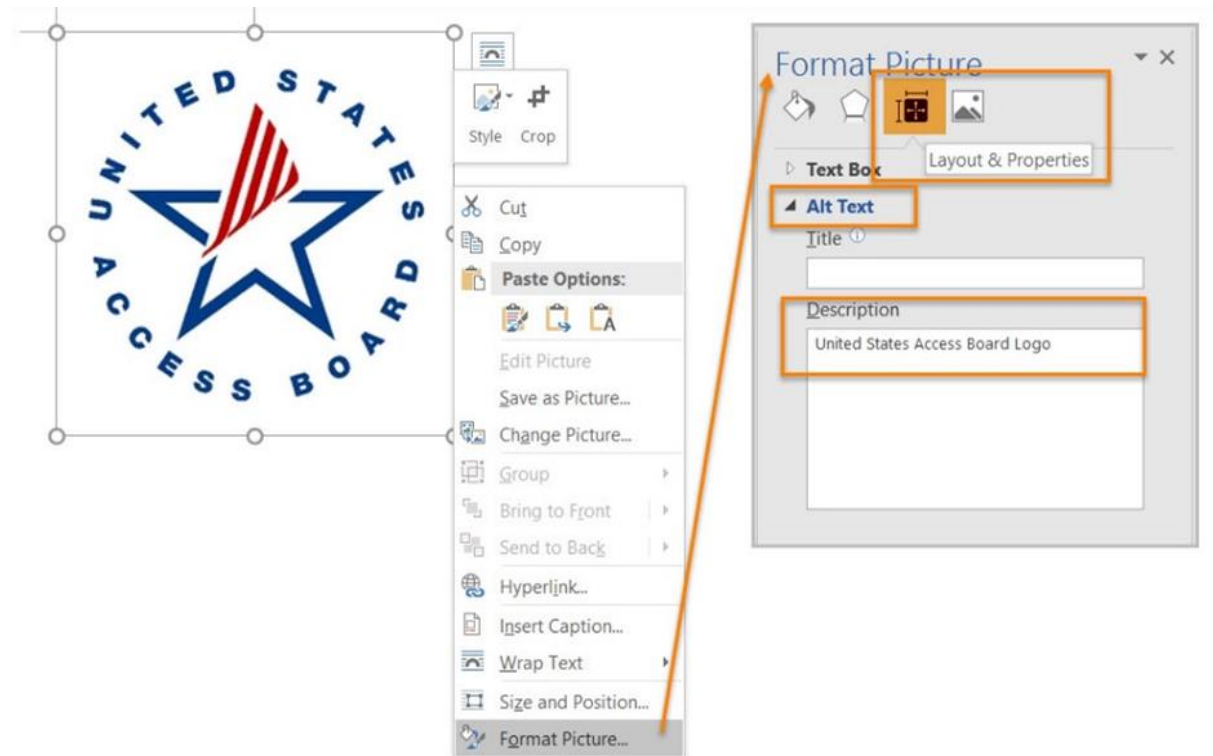 UNITED STATES
ACCESS BOARD
Style Crop
Cut
Copy
Paste Options:
Edit Picture
Save as Picture...
Change Picture...
Group
Bring to Front
Send to Back
Hyperlink...
Insert Caption...
Wrap Text
Size and Position...
Format Picture...
Format Picture
Layout & Properties
Text Box
Alt Text
Title
Description
United States Access Board Logo